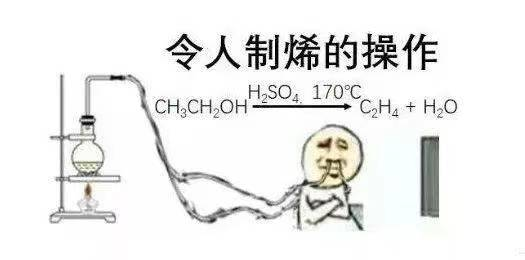 令人制烯的操作
H₂SO₄, 170℃
CH₃CH₂OH → C₂H₄ + H₂O